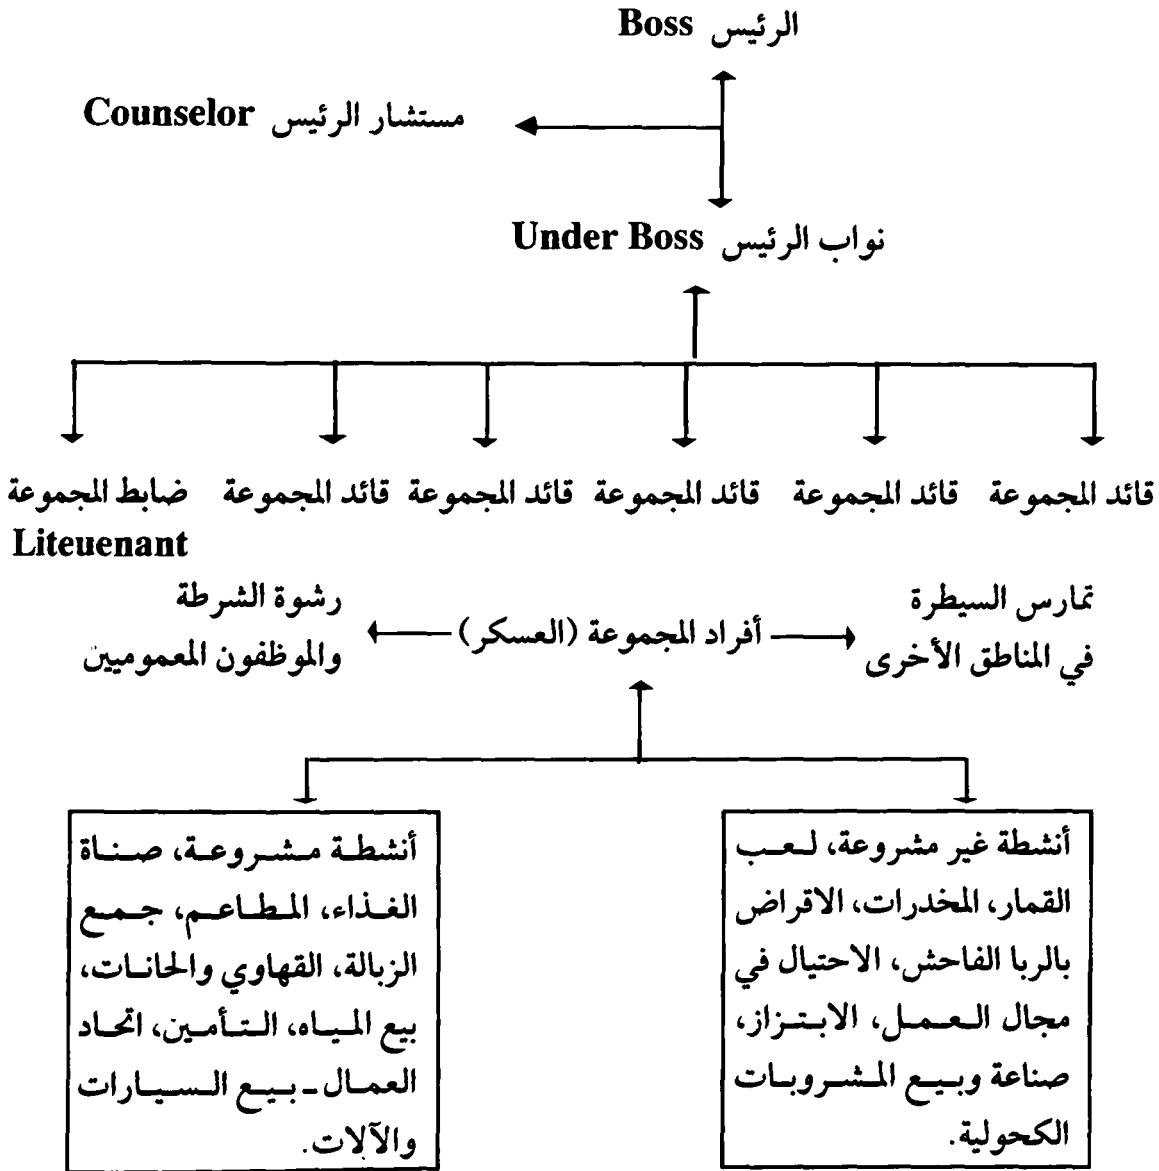 الرئيس Boss
مستشار الرئيس Counselor
نواب الرئيس Under Boss
قائد المجموعة قائد المجموعة قائد المجموعة قائد المجموعة قائد المجموعة ضابط المجموعة
Liteuenant
تمارس السيطرة
في المناطق الأخرى
أفراد المجموعة (العسكر)
رشوة الشرطة
والموظفون المعموميين
أنشطة غير مشروعة، لعب
القمار، المخدرات، الاقراض
بالربا الفاحش، الاحتيال في
مجال العمل، الابتزاز،
صناعة وبيع المشروبات
الكحولية.
أنشطة مشروعة، صناة
الغذاء، المطاعم، جمع
الزبالة، القهاوي والحانات،
بيع المياه، التأمين، اتحاد
العمال - بيع السيارات
والآلات.